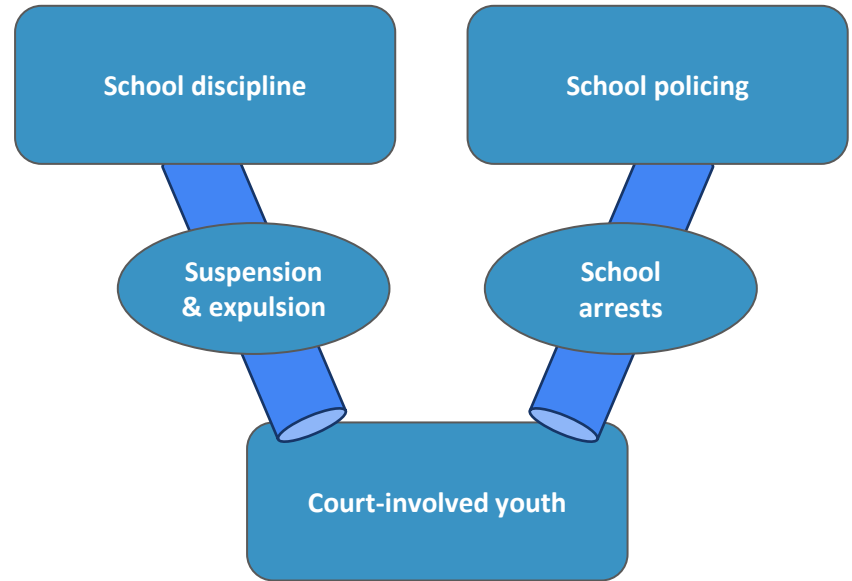 School discipline
School policing
Suspension
& expulsion
School
arrests
Court-involved youth